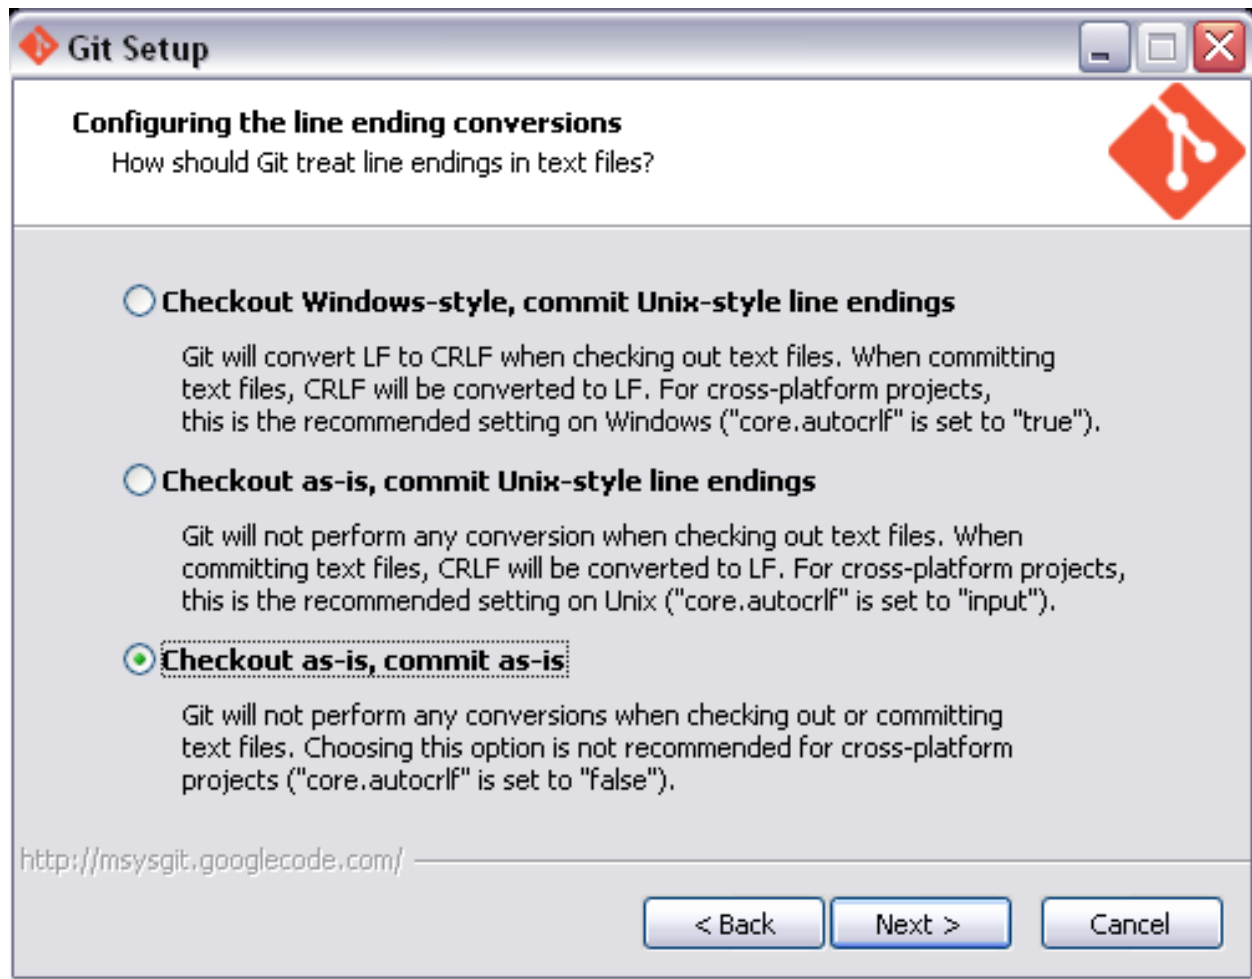 Git Setup
Configuring the line ending conversions
How should Git treat line endings in text files?
Checkout Windows-style, commit Unix-style line endings
Git will convert LF to CRLF when checking out text files. When committing
text files, CRLF will be converted to LF. For cross-platform projects,
this is the recommended setting on Windows ("core.autocrlf" is set to "true").
Checkout as-is, commit Unix-style line endings
Git will not perform any conversion when checking out text files. When
committing text files, CRLF will be converted to LF. For cross-platform projects,
this is the recommended setting on Unix ("core.autocrlf" is set to "input").
Checkout as-is, commit as-is
Git will not perform any conversions when checking out or committing
text files. Choosing this option is not recommended for cross-platform
projects ("core.autocrlf" is set to "false").
http://msysgit.googlecode.com/
< Back Next > Cancel